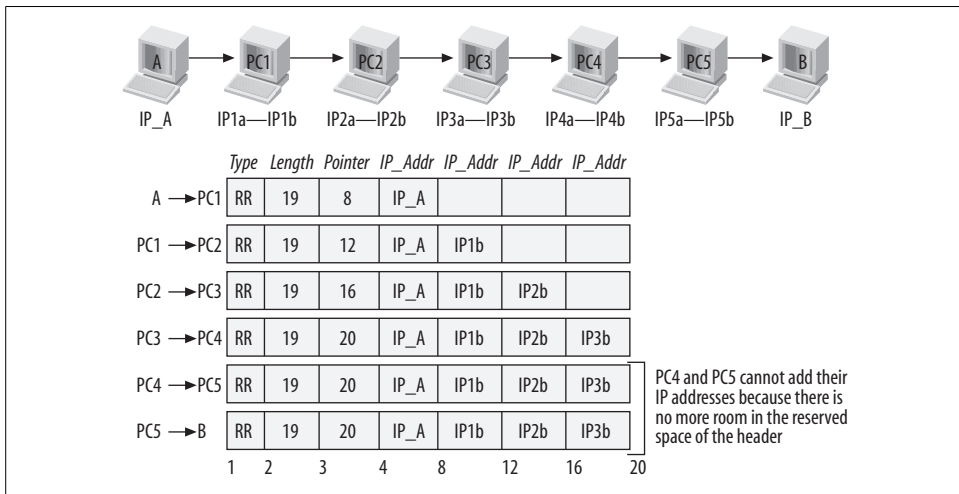 A PC1 PC2 PC3 PC4 PC5 B
IP_A IP1a—IP1b IP2a—IP2b IP3a—IP3b IP4a—IP4b IP5a—IP5b IP_B
Type Length Pointer IP_Addr IP_Addr IP_Addr IP_Addr
A → PC1 RR 19 8 IP_A
PC1 → PC2 RR 19 12 IP_A IP1b
PC2 → PC3 RR 19 16 IP_A IP1b IP2b
PC3 → PC4 RR 19 20 IP_A IP1b IP2b IP3b
PC4 → PC5 RR 19 20 IP_A IP1b IP2b IP3b
PC5 → B RR 19 20 IP_A IP1b IP2b IP3b
PC4 and PC5 cannot add their
IP addresses because there is
no more room in the reserved
space of the header
1 2 3 4 8 12 16 20